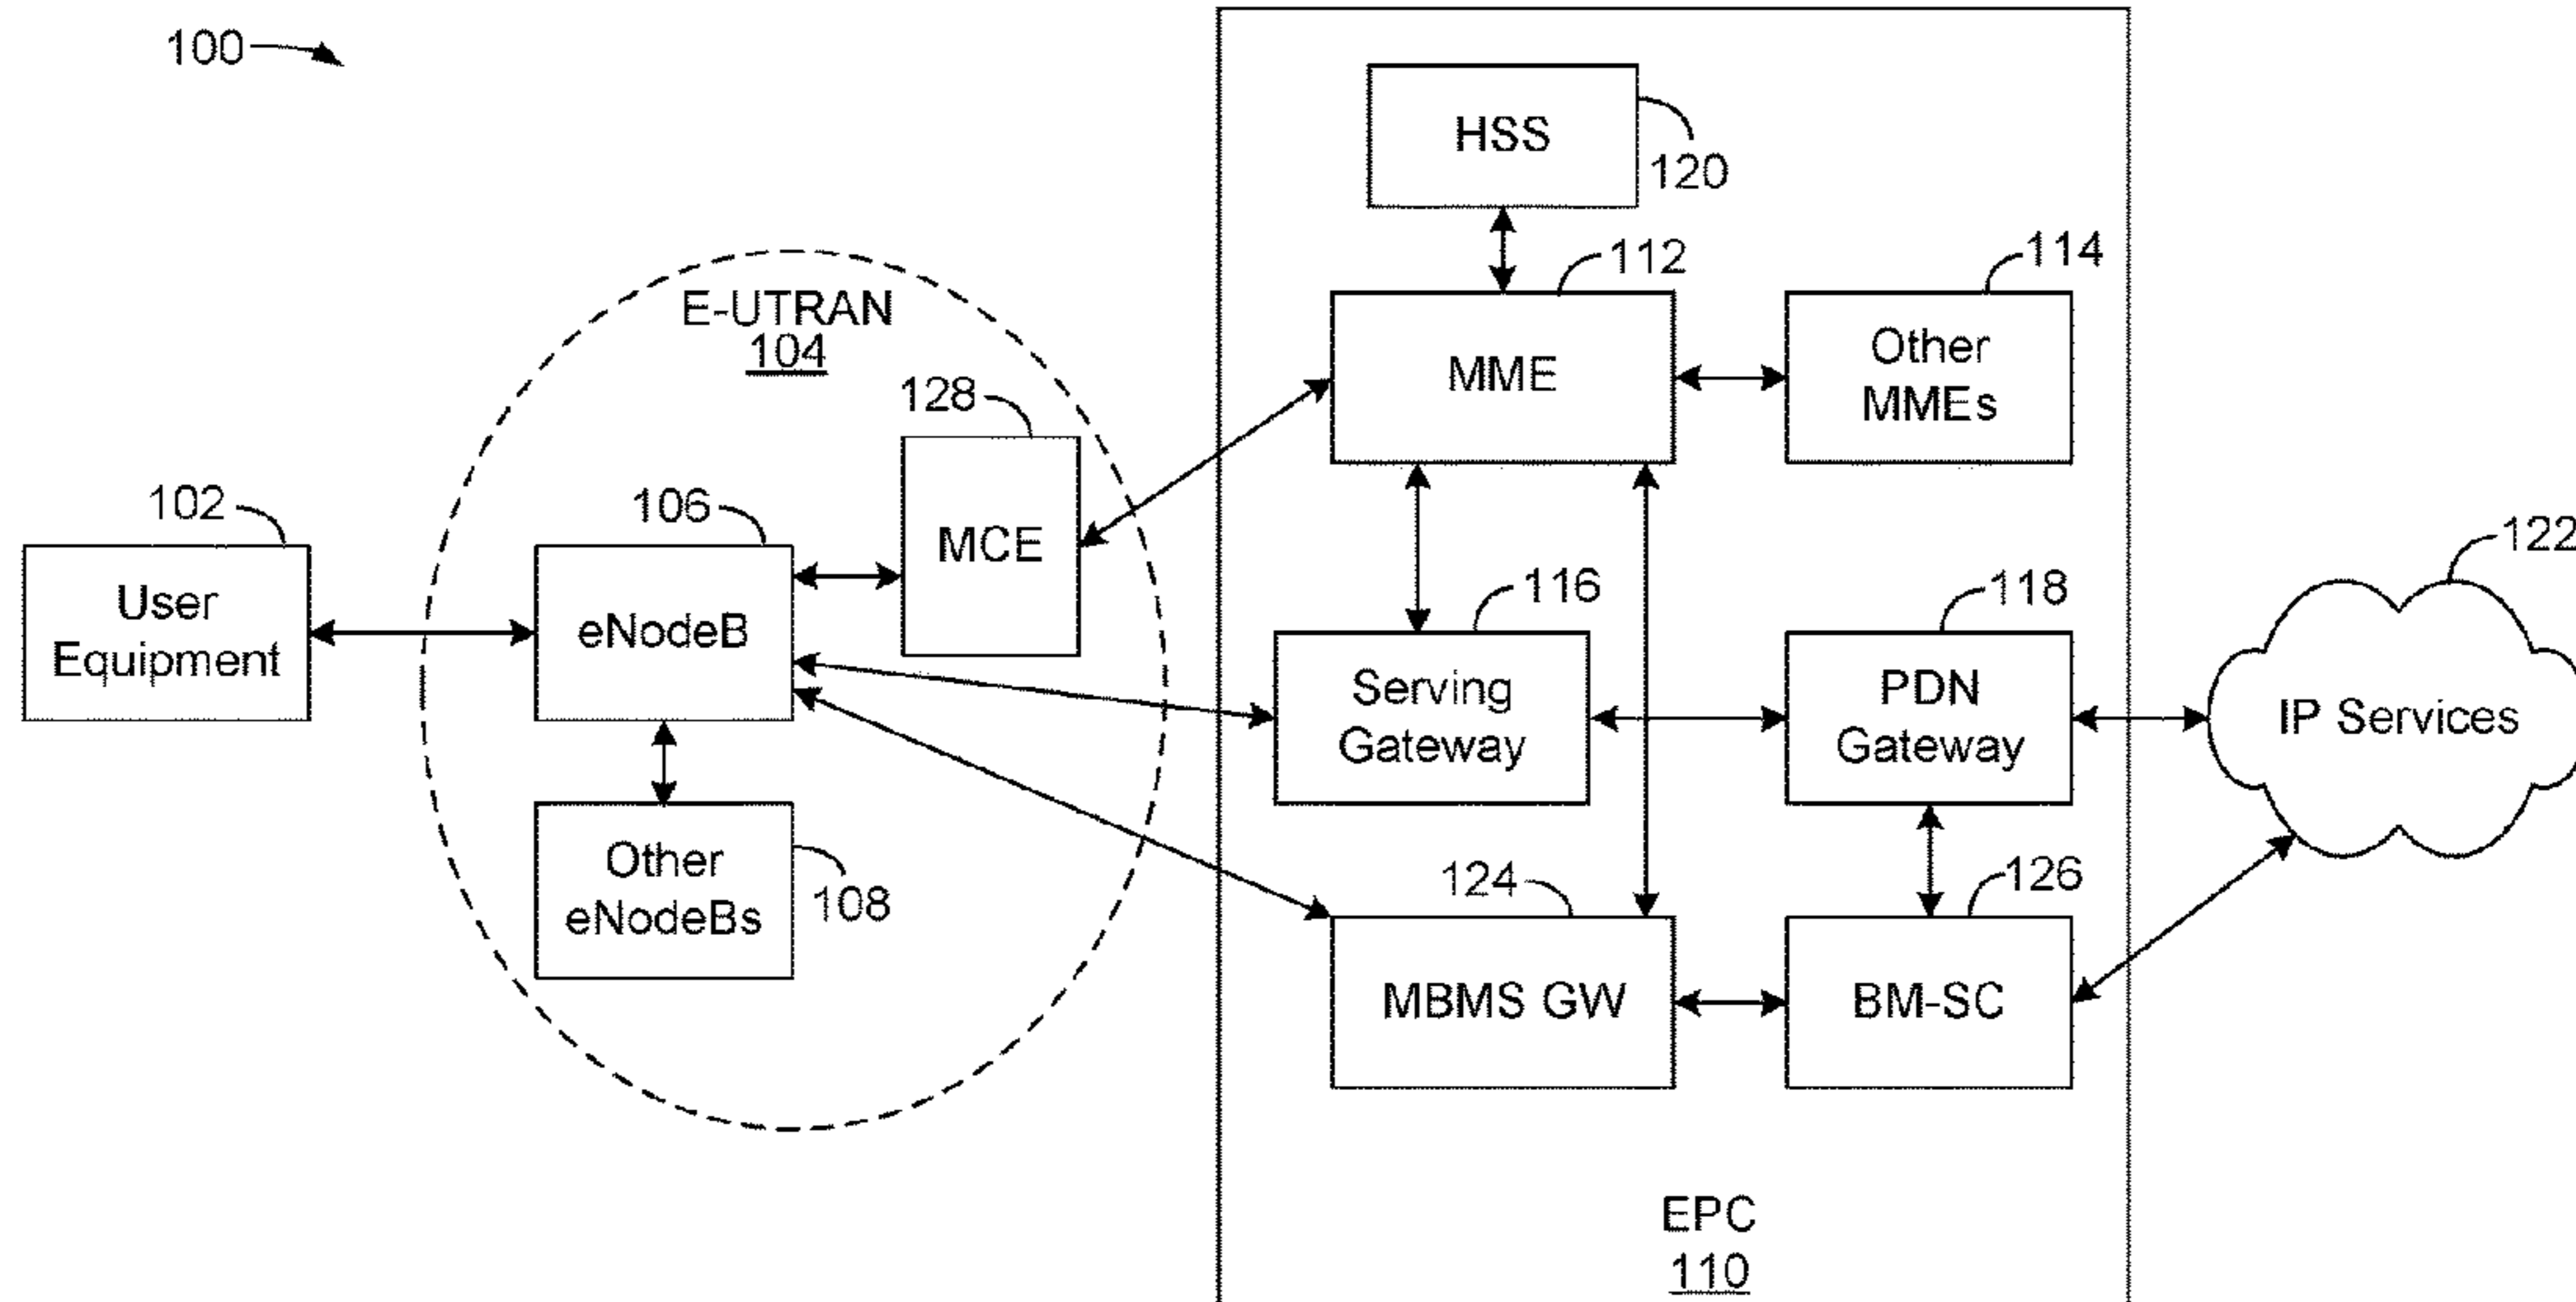 100
HSS
120
112
114
E-UTRAN
104
MME
Other
MMEs
128
102
106
MCE
122
User
Equipment
eNodeB
116
118
Serving
Gateway
PDN
Gateway
IP Services
Other
eNodeBs
108
124
126
MBMS GW
BM-SC
EPC
110